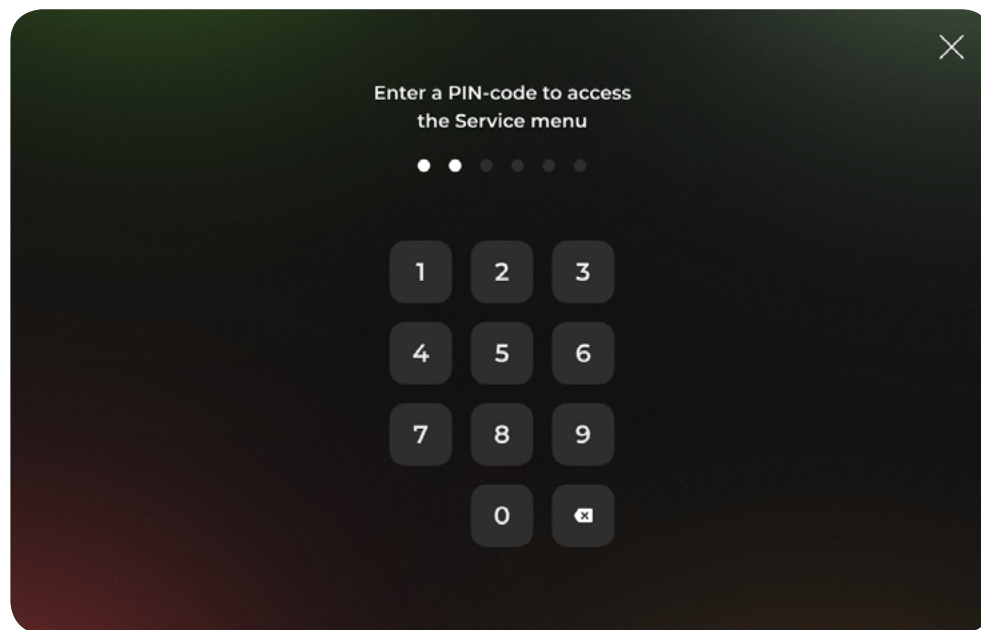 Enter a PIN-code to access
the Service menu
1 2 3
4 5 6
7 8 9
0